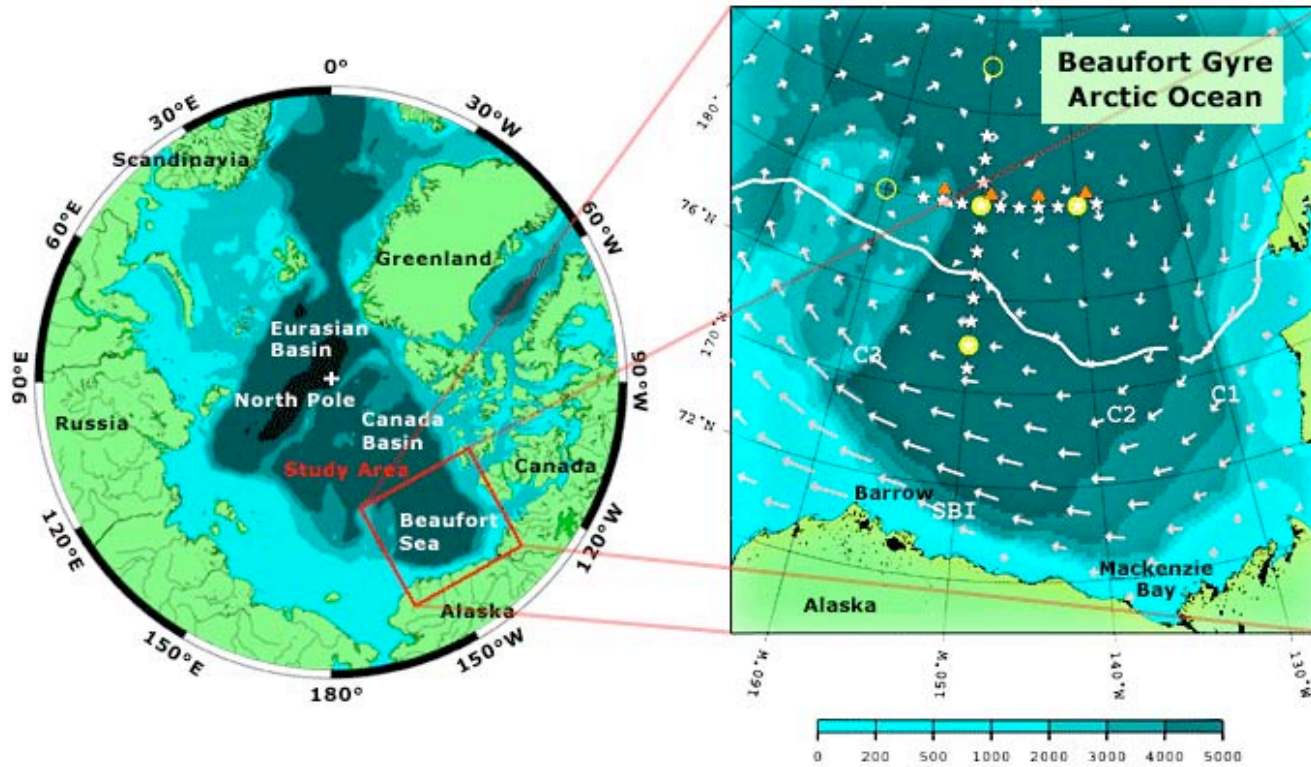 0°
30°E
30°W
Scandinavia
60°E
60°W
Greenland
Eurasian
Basin
90°E
90°W
North Pole
Canada
Basin
Russia
Study Area
Canada
Beaufort
Sea
120°E
120°W
Alaska
150°E
150°W
180°
Beaufort Gyre
Arctic Ocean
180°
76°N
170°W
72°N
C3
C2
C1
Barrow
SBI
Mackenzie
Bay
Alaska
160°W
150°W
140°W
130°W
0 200 500 1000 2000 3000 4000 5000